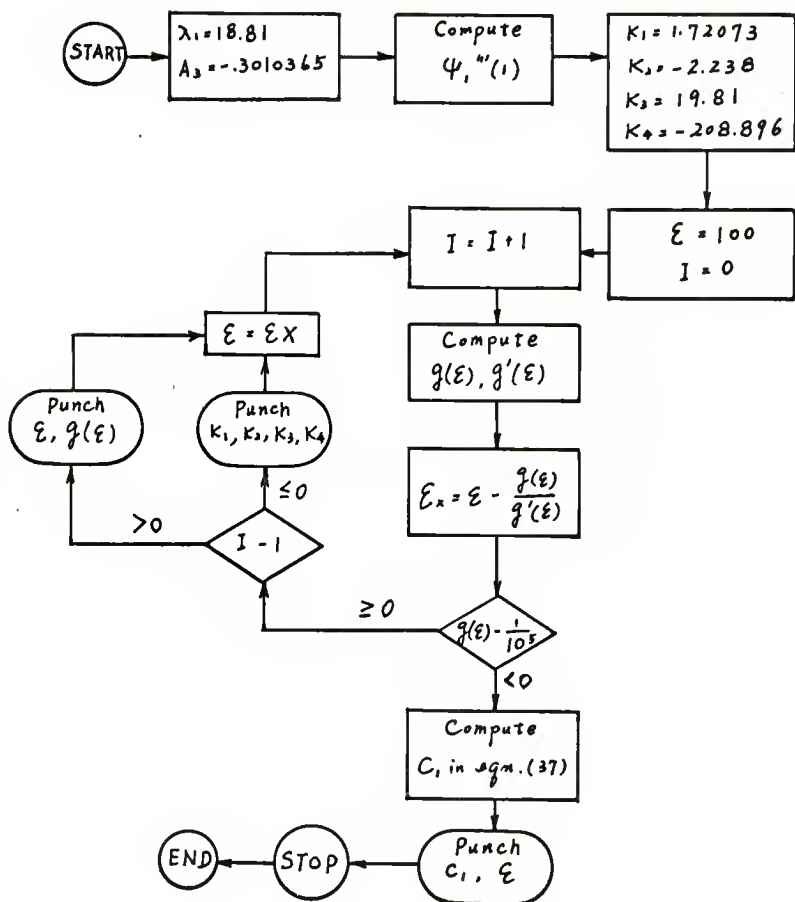 START
λ₁=18.81
A₃=-.3010365
Compute
Ψ₁'''(1)
K₁ = 1.72073
K₂ = -2.238
K₃ = 19.81
K₄ = -208.896
ε = 100
I = 0
I = I + 1
ε = εx
Compute
g(ε), g'(ε)
Punch
ε, g(ε)
Punch
K₁, K₂, K₃, K₄
εx = ε - g(ε)/g'(ε)
≤0
>0
I - 1
≥0
g(ε) - 1/10⁵
<0
Compute
C₁ in eqn. (37)
END
STOP
Punch
C₁, ε